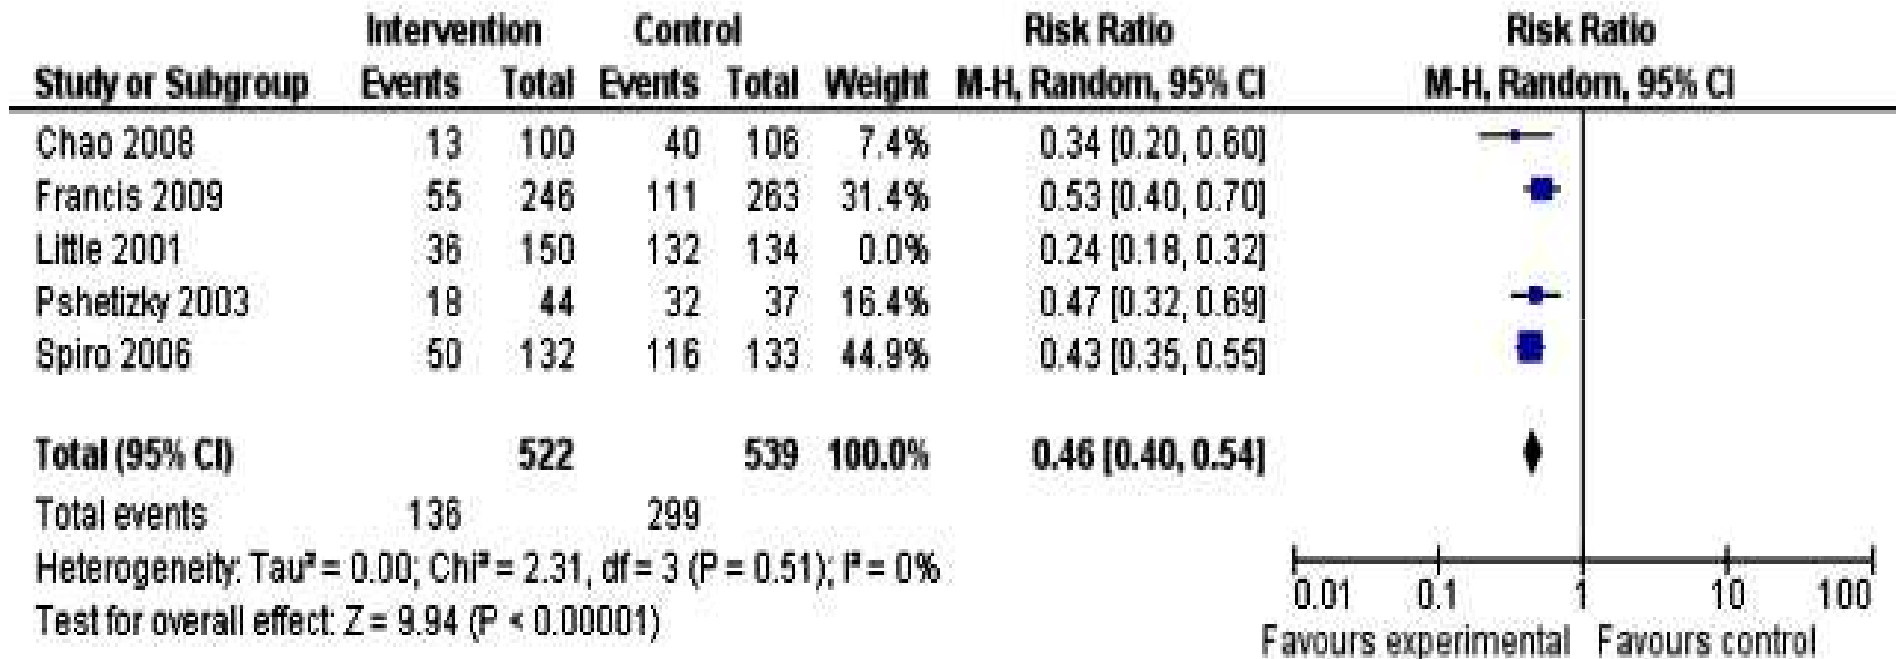 Intervention Control Risk Ratio Risk Ratio
Study or Subgroup Events Total Events Total Weight M-H, Random, 95% CI M-H, Random, 95% CI
Chao 2008 13 100 40 106 7.4% 0.34 [0.20, 0.60]
Francis 2009 55 246 111 263 31.4% 0.53 [0.40, 0.70]
Little 2001 36 150 132 134 0.0% 0.24 [0.18, 0.32]
Pshetizky 2003 18 44 32 37 16.4% 0.47 [0.32, 0.69]
Spiro 2006 50 132 116 133 44.9% 0.43 [0.35, 0.55]
Total (95% CI) 522 539 100.0% 0.46 [0.40, 0.54]
Total events 136 299
Heterogeneity: Tau² = 0.00; Chi² = 2.31, df = 3 (P = 0.51); I² = 0%
Test for overall effect: Z = 9.94 (P < 0.00001)
0.01 0.1 1 10 100
Favours experimental Favours control